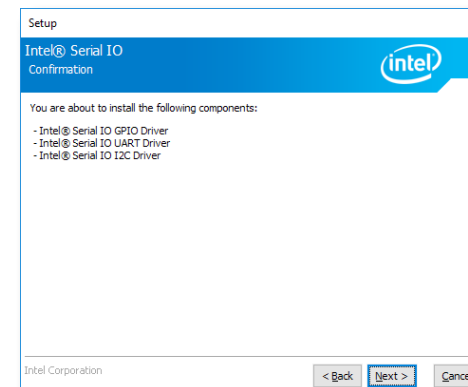 Setup
Intel® Serial IO
Confirmation
intel
You are about to install the following components:
- Intel® Serial IO GPIO Driver
- Intel® Serial IO UART Driver
- Intel® Serial IO I2C Driver
Intel Corporation
< Back Next > Cance